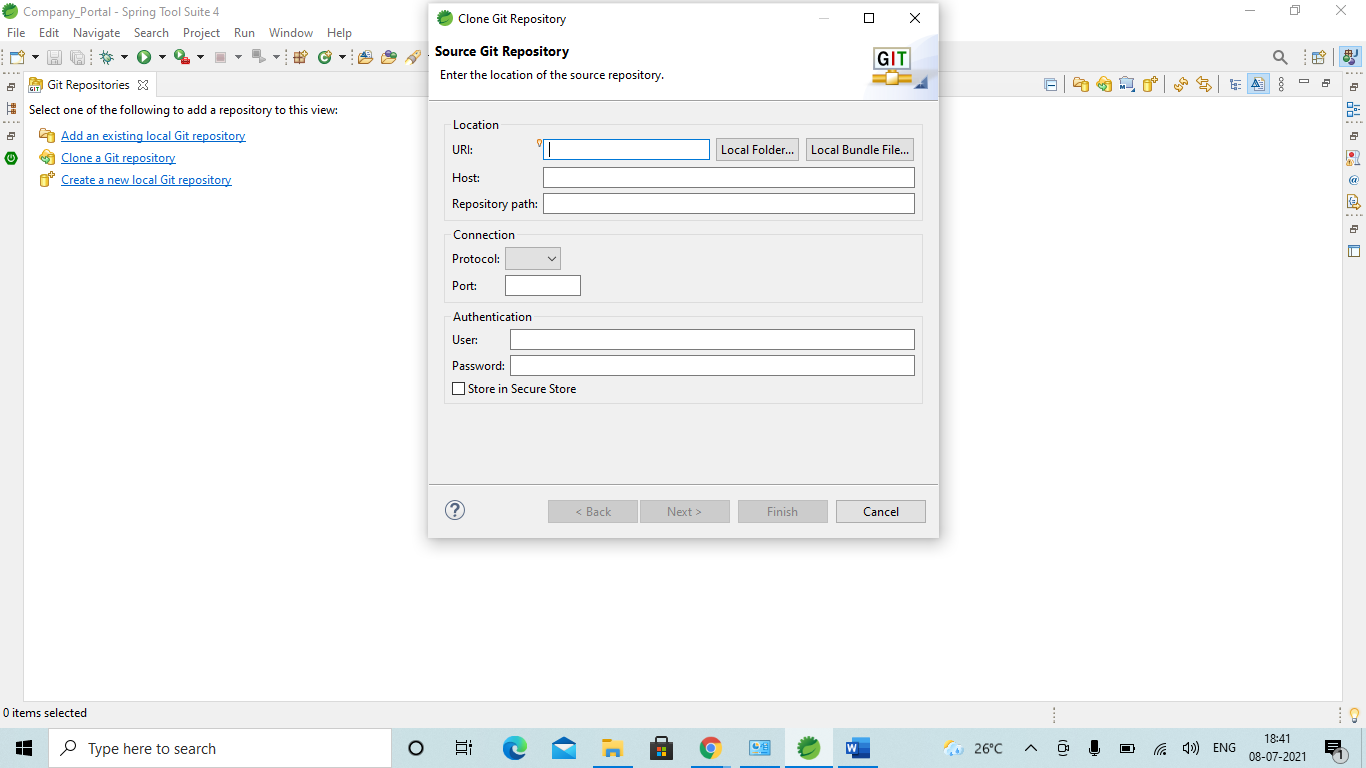 Company_Portal - Spring Tool Suite 4
File Edit Navigate Search Project Run Window Help
Git Repositories
Select one of the following to add a repository to this view:
Add an existing local Git repository
Clone a Git repository
Create a new local Git repository
Clone Git Repository
Source Git Repository
Enter the location of the source repository.
GIT
Location
URI: Local Folder... Local Bundle File...
Host:
Repository path:
Connection
Protocol:
Port:
Authentication
User:
Password:
Store in Secure Store
? < Back Next > Finish Cancel
0 items selected
Type here to search
26°C
ENG
18:41
08-07-2021
1